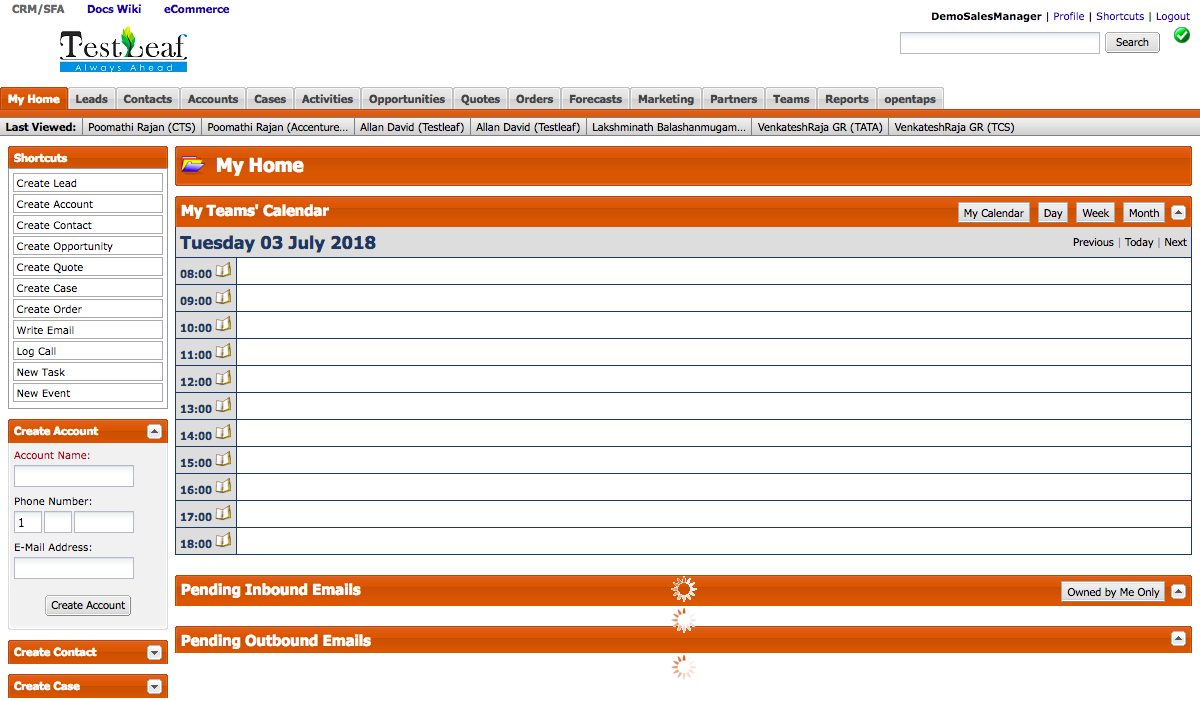 CRM/SFA Docs Wiki eCommerce
DemoSalesManager | Profile | Shortcuts | Logout
TestLeaf
Always Ahead
Search
My Home Leads Contacts Accounts Cases Activities Opportunities Quotes Orders Forecasts Marketing Partners Teams Reports opentaps
Last Viewed: Poomathi Rajan (CTS) Poomathi Rajan (Accenture... Allan David (Testleaf) Allan David (Testleaf) Lakshminath Balashanmugam... VenkateshRaja GR (TATA) VenkateshRaja GR (TCS)
Shortcuts
Create Lead
Create Account
Create Contact
Create Opportunity
Create Quote
Create Case
Create Order
Write Email
Log Call
New Task
New Event
Create Account
Account Name:
Phone Number:
1
E-Mail Address:
Create Account
Create Contact
Create Case
My Home
My Teams' Calendar My Calendar Day Week Month
Tuesday 03 July 2018 Previous | Today | Next
08:00
09:00
10:00
11:00
12:00
13:00
14:00
15:00
16:00
17:00
18:00
Pending Inbound Emails Owned by Me Only
Pending Outbound Emails